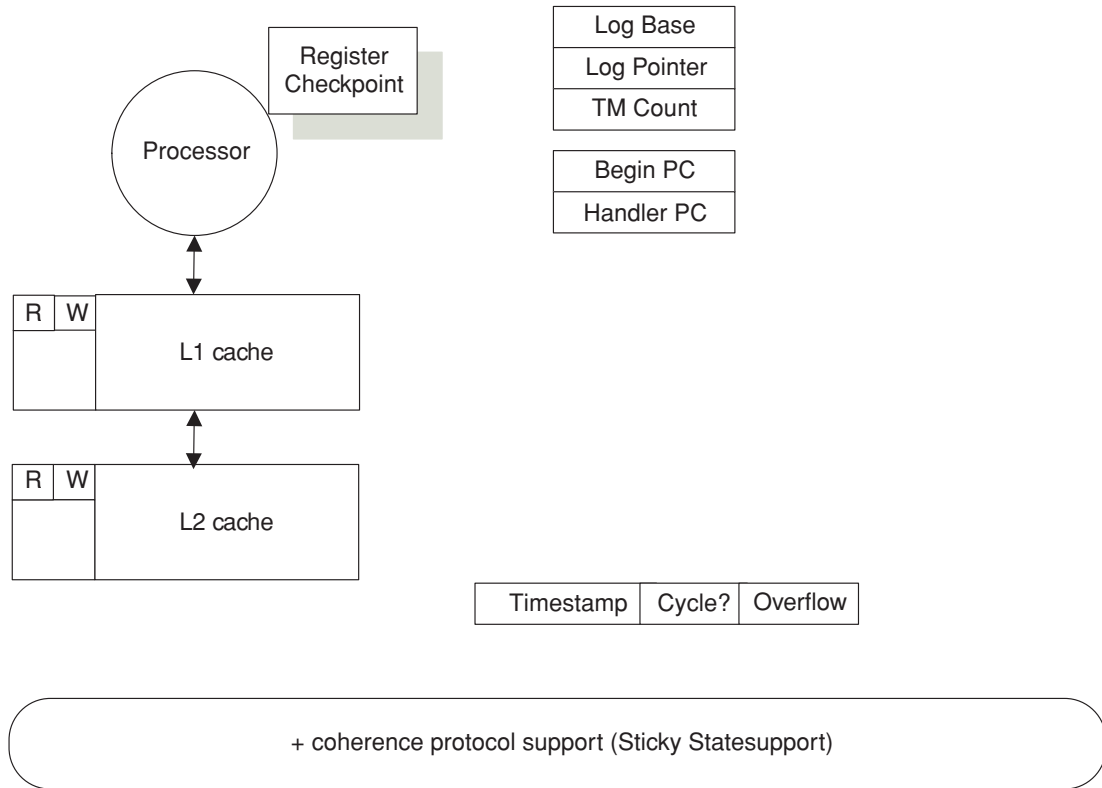 Register
Checkpoint
Processor
Log Base
Log Pointer
TM Count
Begin PC
Handler PC
R W
L1 cache
R W
L2 cache
Timestamp Cycle? Overflow
+ coherence protocol support (Sticky Statesupport)